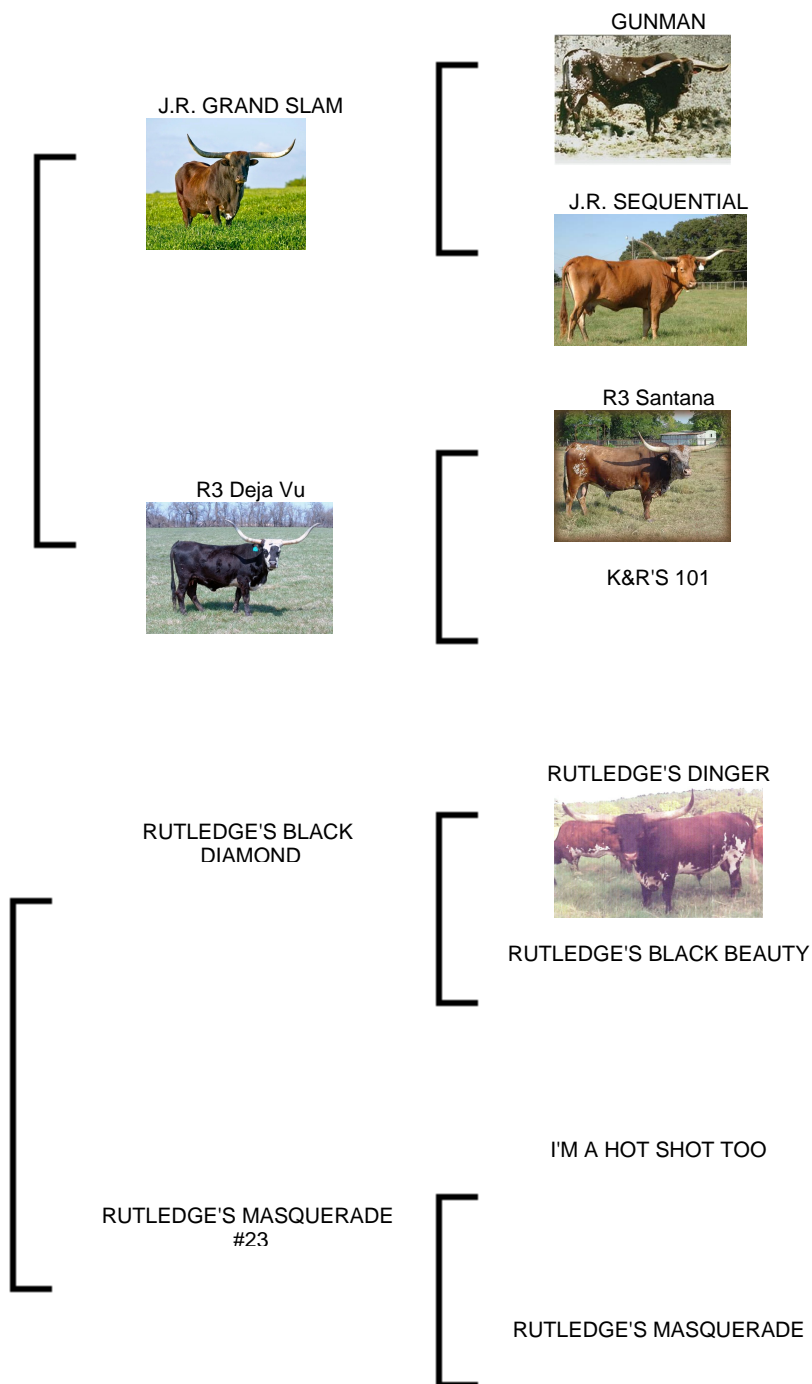 GUNMAN
J.R. GRAND SLAM
J.R. SEQUENTIAL
R3 Santana
R3 Deja Vu
K&R'S 101
RUTLEDGE'S DINGER
RUTLEDGE'S BLACK
DIAMOND
RUTLEDGE'S BLACK BEAUTY
I'M A HOT SHOT TOO
RUTLEDGE'S MASQUERADE
#23
RUTLEDGE'S MASQUERADE